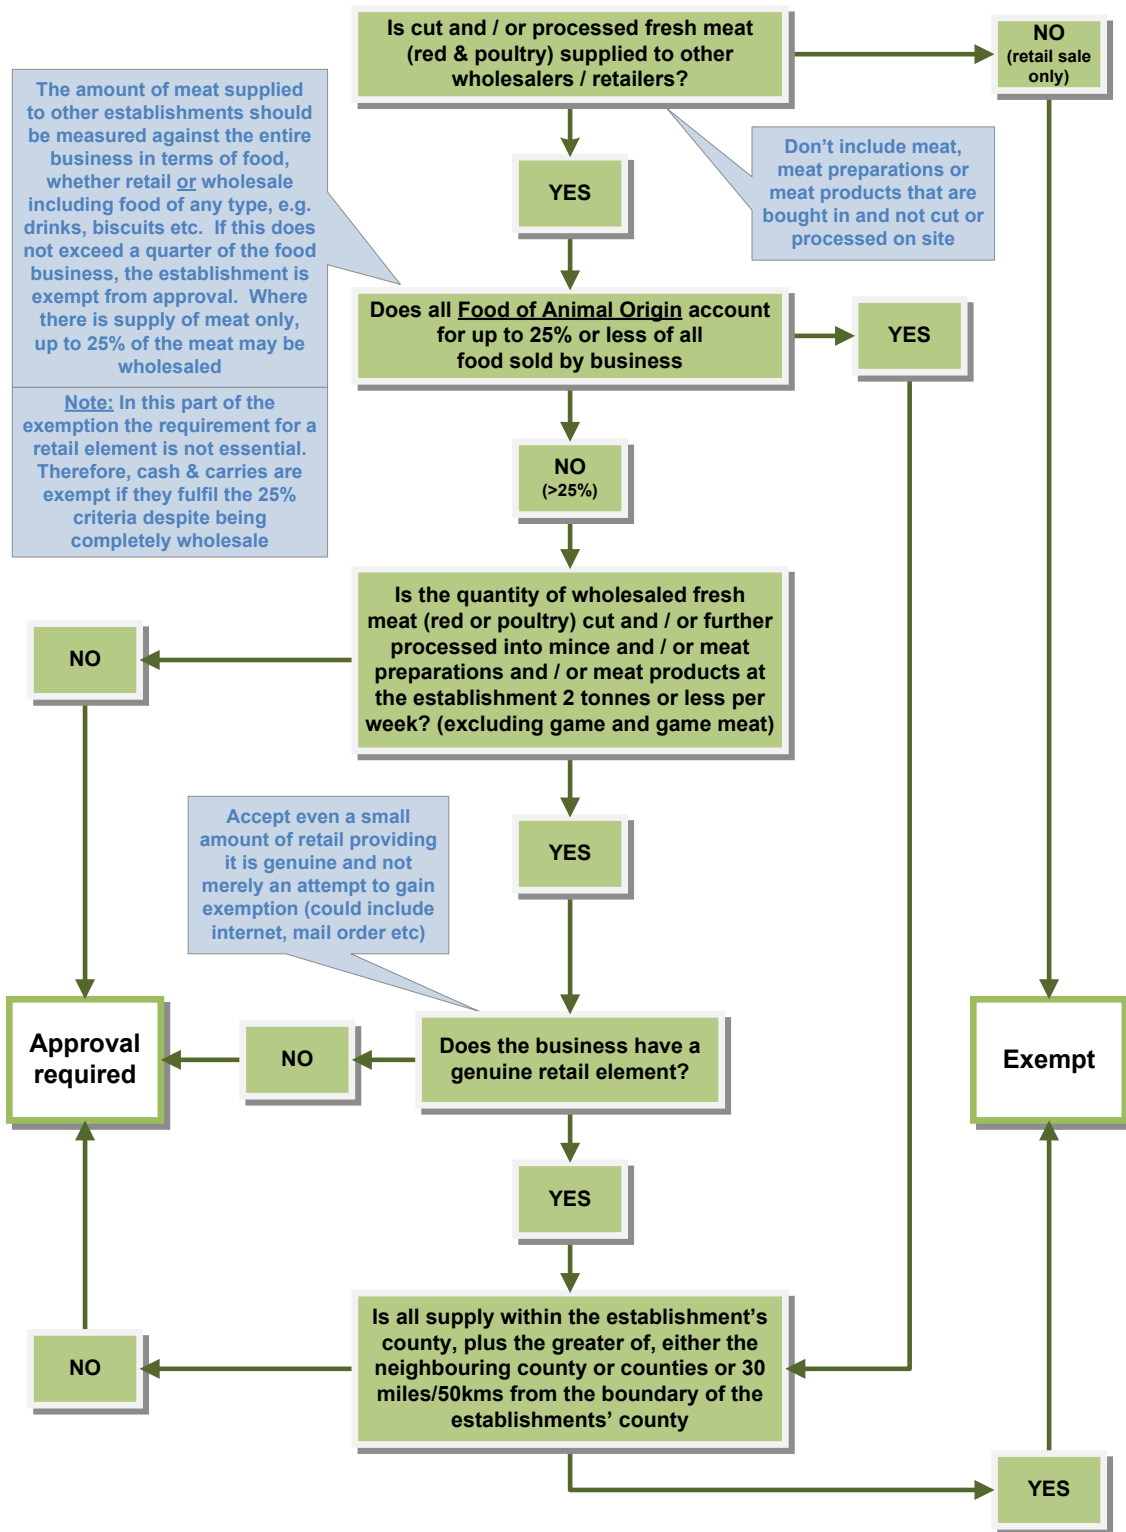 Is cut and / or processed fresh meat
(red & poultry) supplied to other
wholesalers / retailers?
NO
(retail sale
only)
The amount of meat supplied
to other establishments should
be measured against the entire
business in terms of food,
whether retail or wholesale
including food of any type, e.g.
drinks, biscuits etc. If this does
not exceed a quarter of the food
business, the establishment is
exempt from approval. Where
there is supply of meat only,
up to 25% of the meat may be
wholesaled
Note: In this part of the
exemption the requirement for a
retail element is not essential.
Therefore, cash & carries are
exempt if they fulfil the 25%
criteria despite being
completely wholesale
YES
Don't include meat,
meat preparations or
meat products that are
bought in and not cut or
processed on site
Does all Food of Animal Origin account
for up to 25% or less of all
food sold by business
YES
NO
(>25%)
Is the quantity of wholesaled fresh
meat (red or poultry) cut and / or further
processed into mince and / or meat
preparations and / or meat products at
the establishment 2 tonnes or less per
week? (excluding game and game meat)
NO
YES
Accept even a small
amount of retail providing
it is genuine and not
merely an attempt to gain
exemption (could include
internet, mail order etc)
Approval
required
NO
Does the business have a
genuine retail element?
Exempt
YES
Is all supply within the establishment's
county, plus the greater of, either the
neighbouring county or counties or 30
miles/50kms from the boundary of the
establishments' county
NO
YES